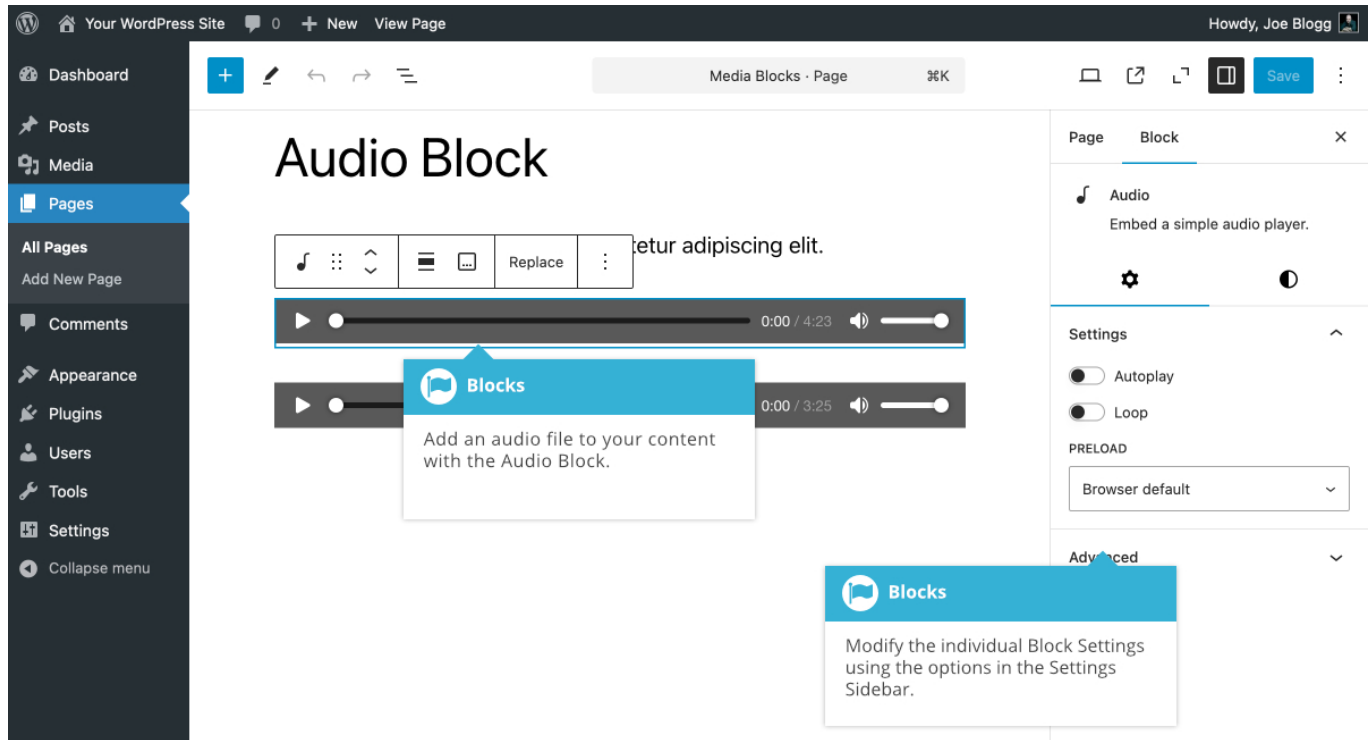 Your WordPress Site 0 New View Page Howdy, Joe Blogg
Dashboard
Posts
Media
Pages
All Pages
Add New Page
Comments
Appearance
Plugins
Users
Tools
Settings
Collapse menu
Media Blocks · Page ⌘K
Save
Audio Block
tetur adipiscing elit.
Replace
0:00 / 4:23
Blocks
Add an audio file to your content
with the Audio Block.
0:00 / 3:25
Page Block
Audio
Embed a simple audio player.
Settings
Autoplay
Loop
PRELOAD
Browser default
Advanced
Blocks
Modify the individual Block Settings
using the options in the Settings
Sidebar.